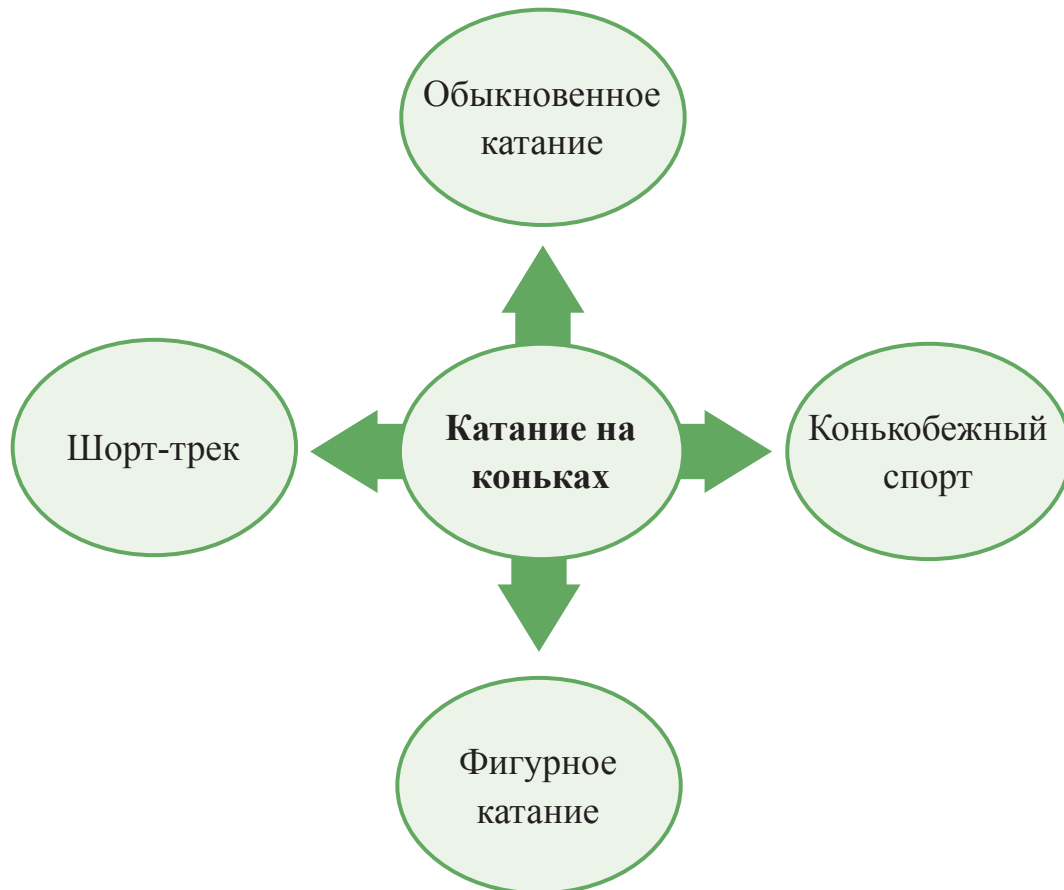 Обыкновенное
катание
Шорт-трек
Катание на
коньках
Конькобежный
спорт
Фигурное
катание